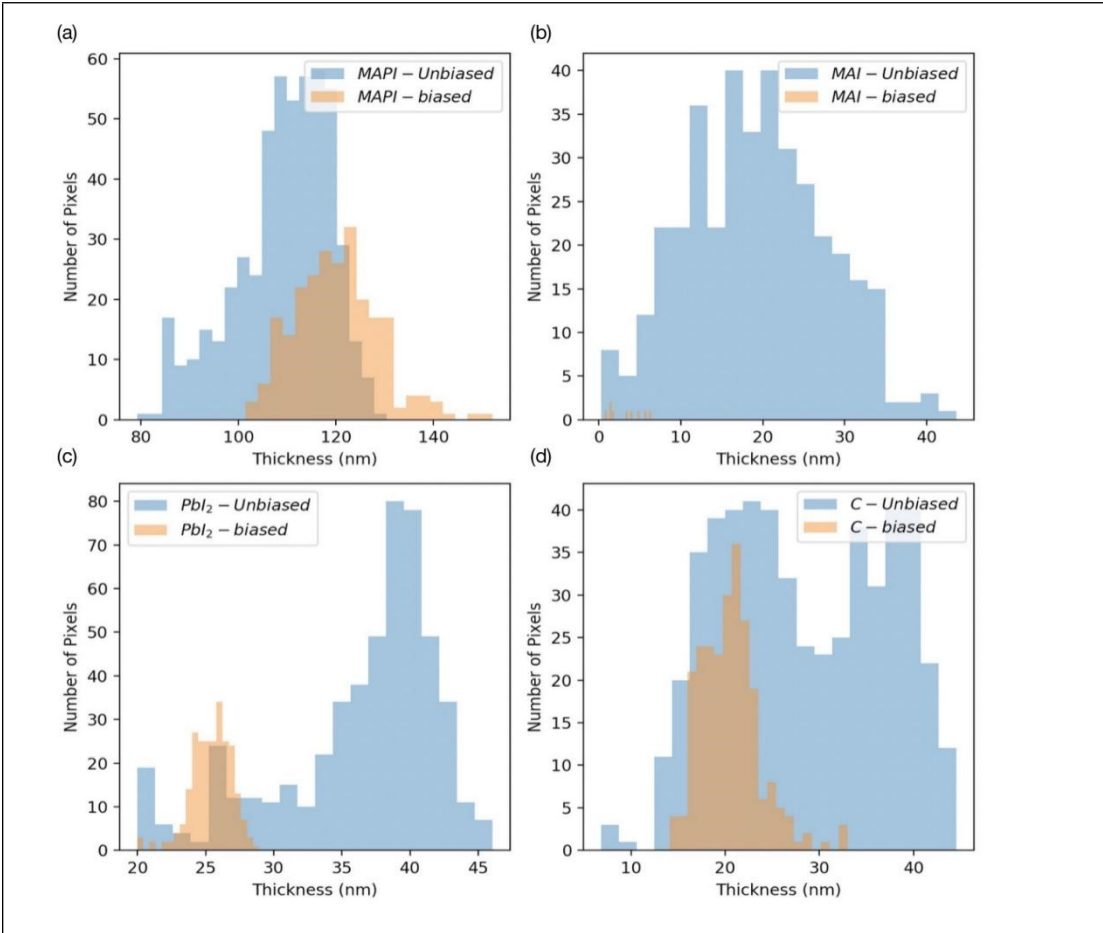 (a)
60
50
40
30
20
10
0
Number of Pixels
MAPI − Unbiased
MAPI − biased
80 100 120 140
Thickness (nm)
(b)
40
35
30
25
20
15
10
5
0
Number of Pixels
MAI − Unbiased
MAI − biased
0 10 20 30 40
Thickness (nm)
(c)
80
70
60
50
40
30
20
10
0
Number of Pixels
PbI₂ − Unbiased
PbI₂ − biased
20 25 30 35 40 45
Thickness (nm)
(d)
40
35
30
25
20
15
10
5
0
Number of Pixels
C − Unbiased
C − biased
10 20 30 40
Thickness (nm)